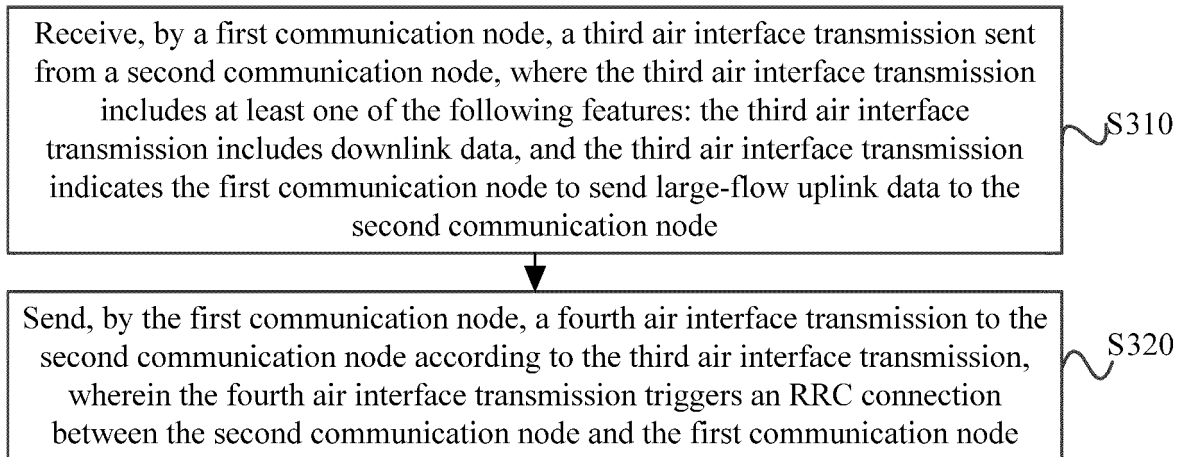 Receive, by a first communication node, a third air interface transmission sent
from a second communication node, where the third air interface transmission
includes at least one of the following features: the third air interface
transmission includes downlink data, and the third air interface transmission
indicates the first communication node to send large-flow uplink data to the
second communication node
S310
Send, by the first communication node, a fourth air interface transmission to the
second communication node according to the third air interface transmission,
wherein the fourth air interface transmission triggers an RRC connection
between the second communication node and the first communication node
S320